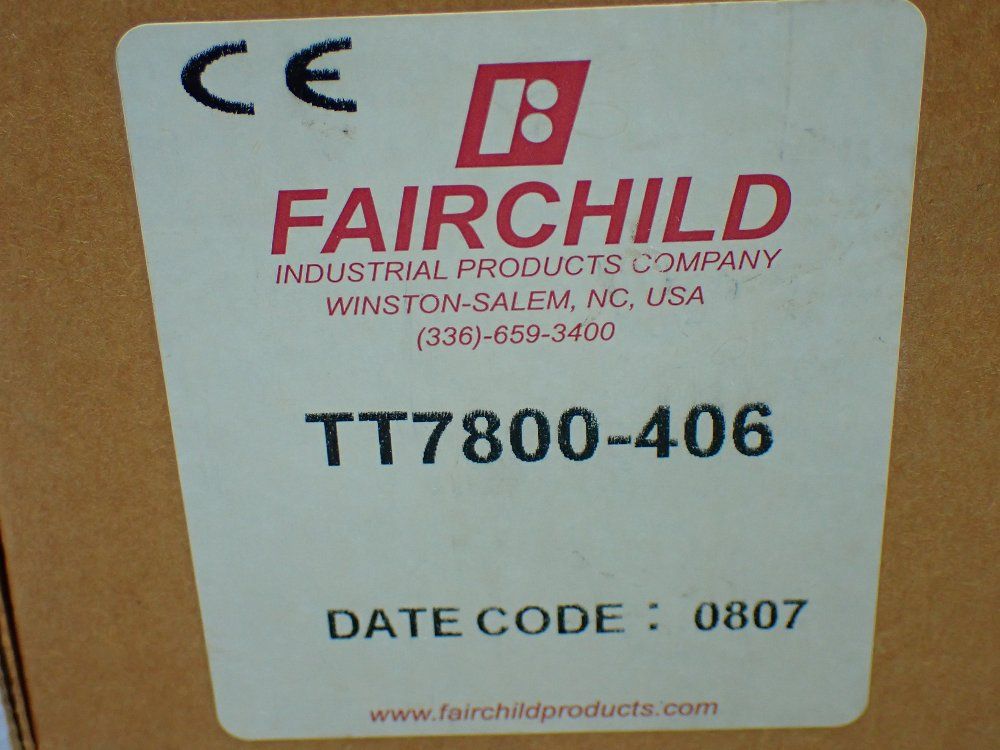 CE
FAIRCHILD
INDUSTRIAL PRODUCTS COMPANY
WINSTON-SALEM, NC, USA
(336)-659-3400
TT7800-406
DATE CODE : 0807
www.fairchildproducts.com